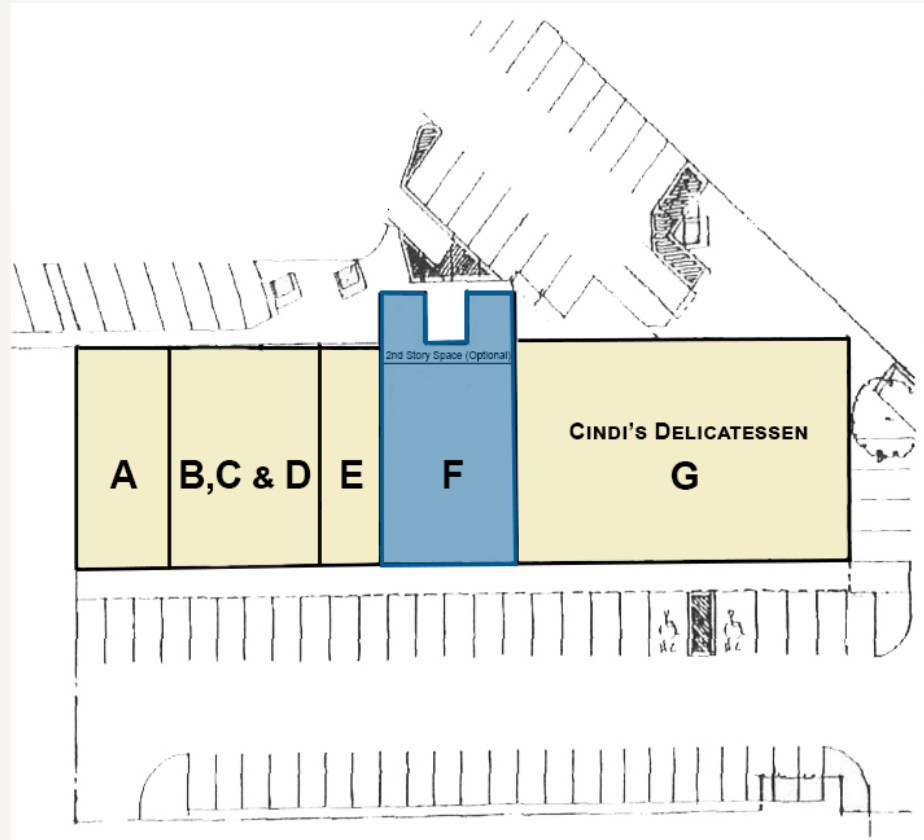 2nd Story Space (Optional)
CINDI'S DELICATESSEN
A
B,C & D
E
F
G